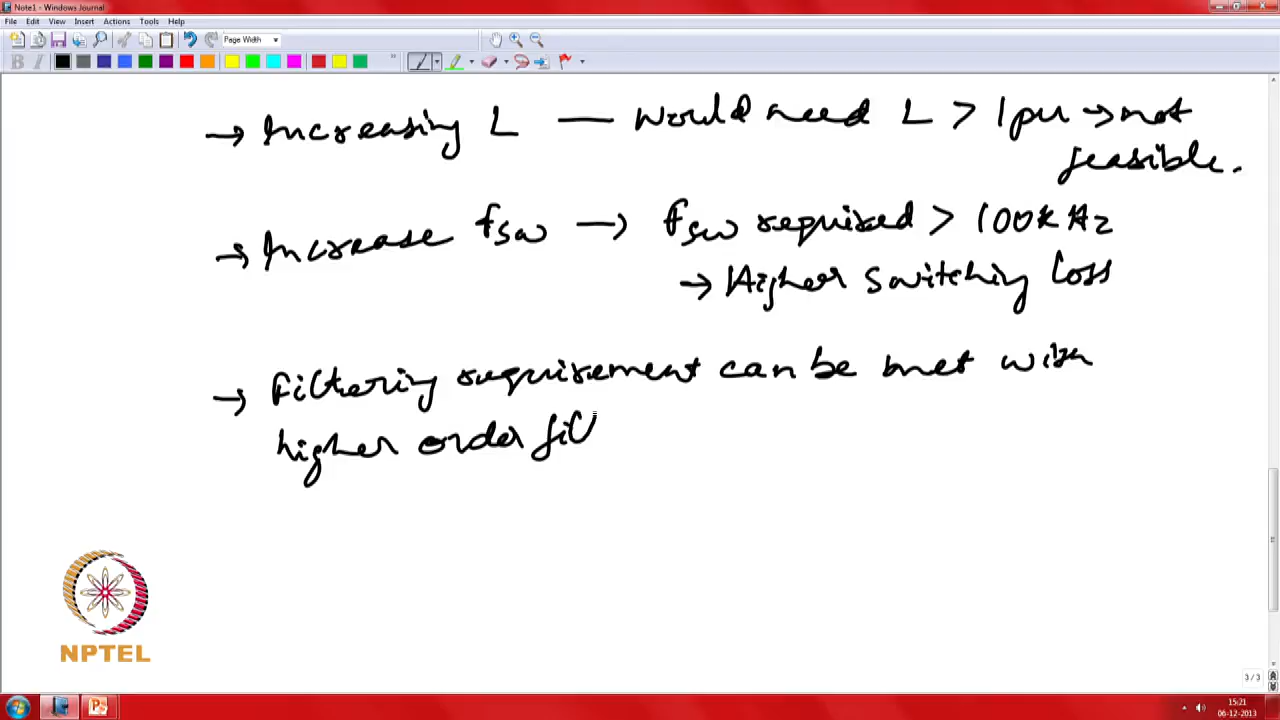 Note1 - Windows Journal
File Edit View Insert Actions Tools Help
Page Width
B I
→ Increasing L — Would need L > 1pu → not
feasible.
→ Increase fsw → fsw required > 100kHz
→ Higher switching loss
→ Filtering requirement can be met with
higher order fil
NPTEL
3 / 3
15:21
06-12-2013